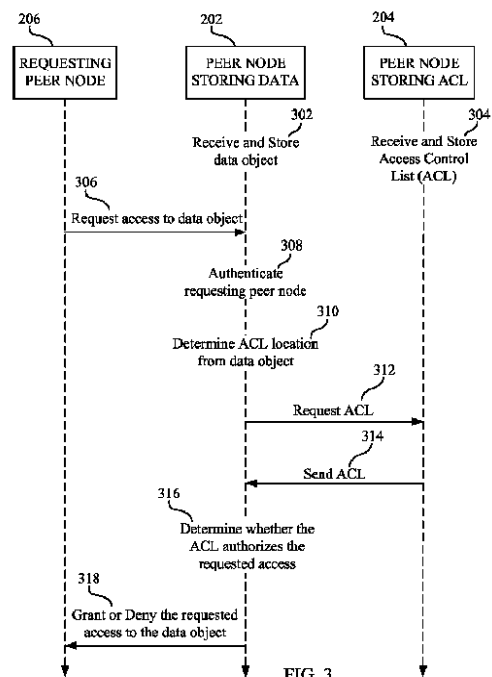 206
202
204
REQUESTING
PEER NODE
PEER NODE
STORING DATA
PEER NODE
STORING ACL
302
Receive and Store
data object
304
Receive and Store
Access Control
List (ACL)
306
Request access to data object
308
Authenticate
requesting peer node
310
Determine ACL location
from data object
312
Request ACL
314
Send ACL
316
Determine whether the
ACL authorizes the
requested access
318
Grant or Deny the requested
access to the data object
FIG. 3